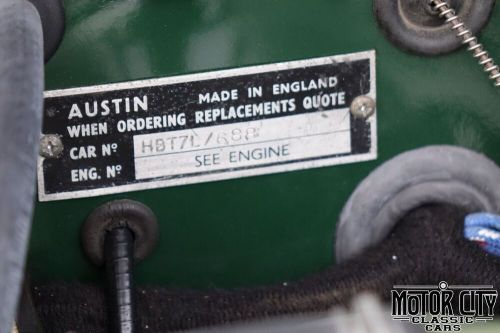 AUSTIN MADE IN ENGLAND
WHEN ORDERING REPLACEMENTS QUOTE
CAR Nº HBT7L/688
ENG. Nº SEE ENGINE
MOTOR CITY
CLASSIC
CARS